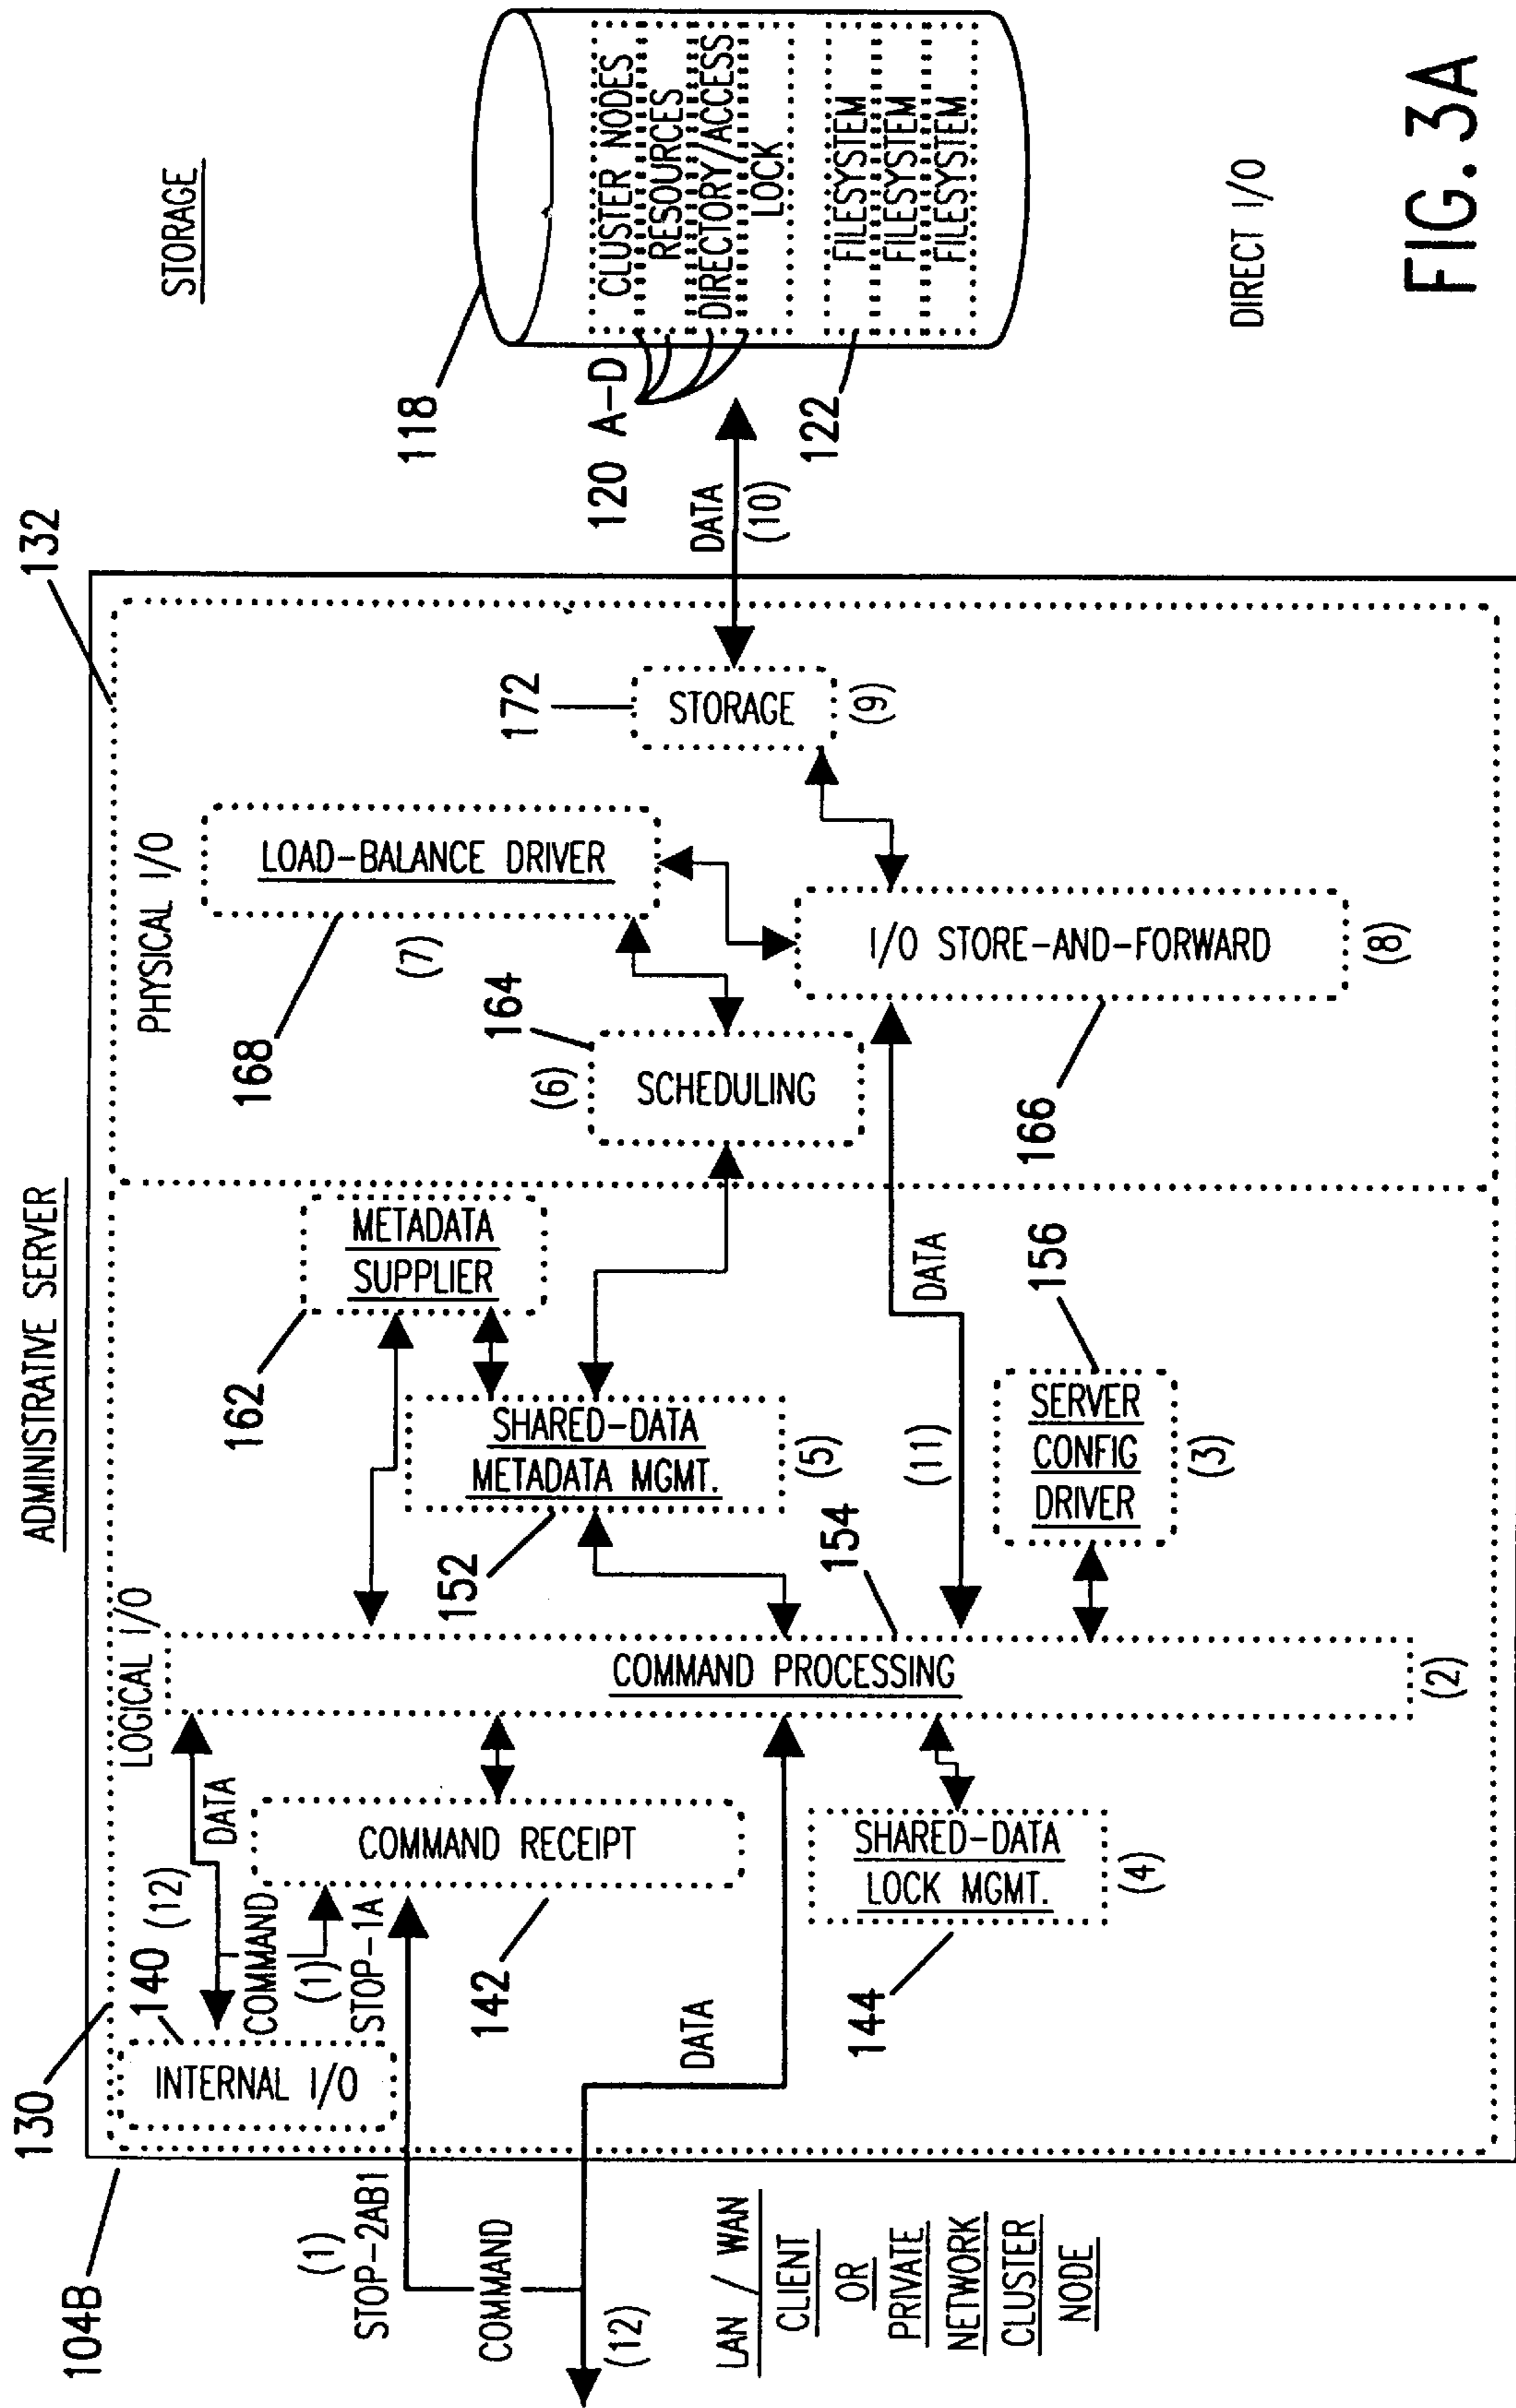 ADMINISTRATIVE SERVER
STORAGE
104B
130
132
LOGICAL I/O
PHYSICAL I/O
140
INTERNAL I/O
(12)
DATA
COMMAND
(1)
STOP-1A
COMMAND RECEIPT
142
(1)
STOP-2AB1
COMMAND
(12)
DATA
LAN / WAN
CLIENT
OR
PRIVATE
NETWORK
CLUSTER
NODE
SHARED-DATA
LOCK MGMT.
(4)
144
COMMAND PROCESSING
(2)
154
162
METADATA
SUPPLIER
SHARED-DATA
METADATA MGMT.
(5)
152
(11)
DATA
156
SERVER
CONFIG
DRIVER
(3)
168
LOAD-BALANCE DRIVER
(7)
164
(6)
SCHEDULING
166
I/O STORE-AND-FORWARD
(8)
172
STORAGE
(9)
DATA
(10)
118
120 A-D
CLUSTER NODES
RESOURCES
DIRECTORY/ACCESS
LOCK
122
FILESYSTEM
FILESYSTEM
FILESYSTEM
DIRECT I/O
FIG.3A